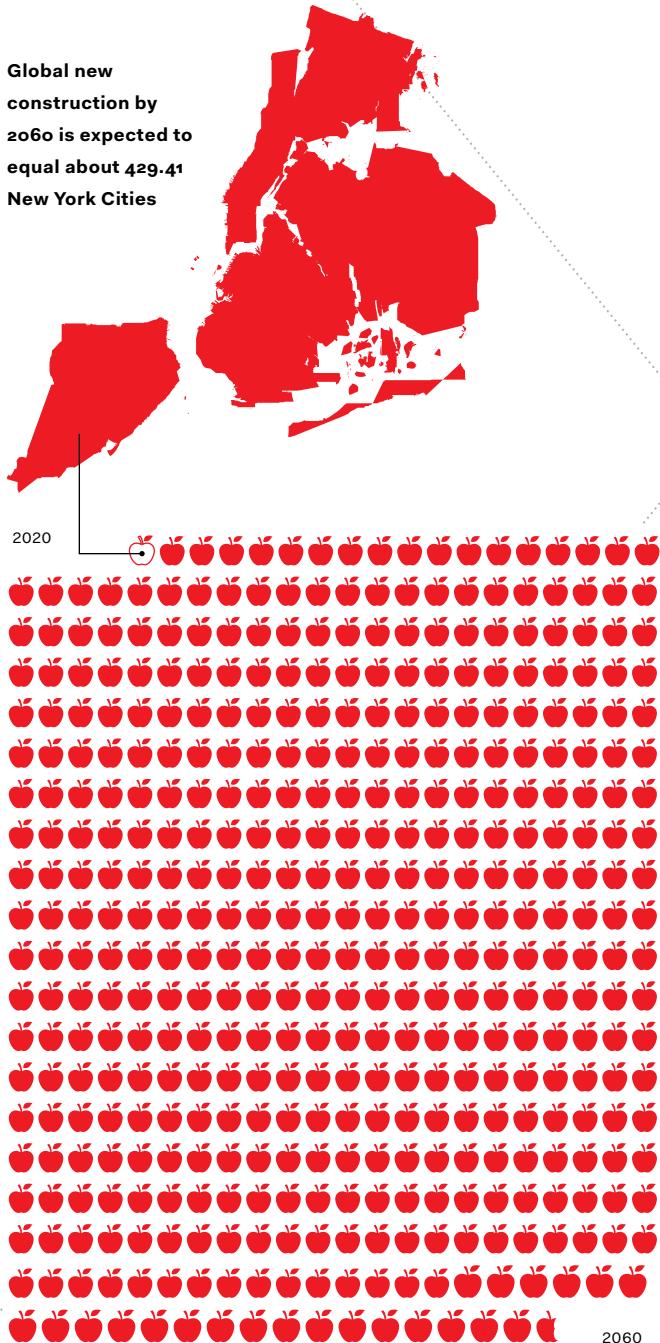 Global new
construction by
2060 is expected to
equal about 429.41
New York Cities
2020
2060